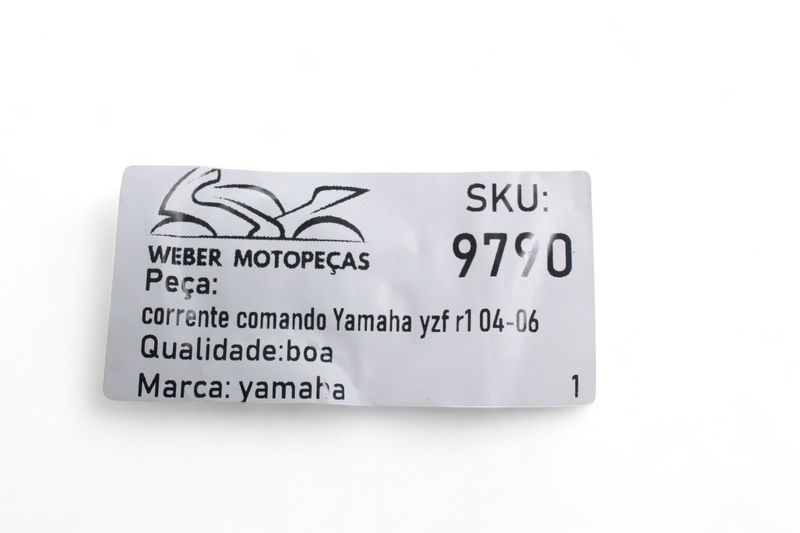 WEBER MOTOPEÇAS
SKU:
9790
Peça:
corrente comando Yamaha yzf r1 04-06
Qualidade:boa
Marca: yamaha
1